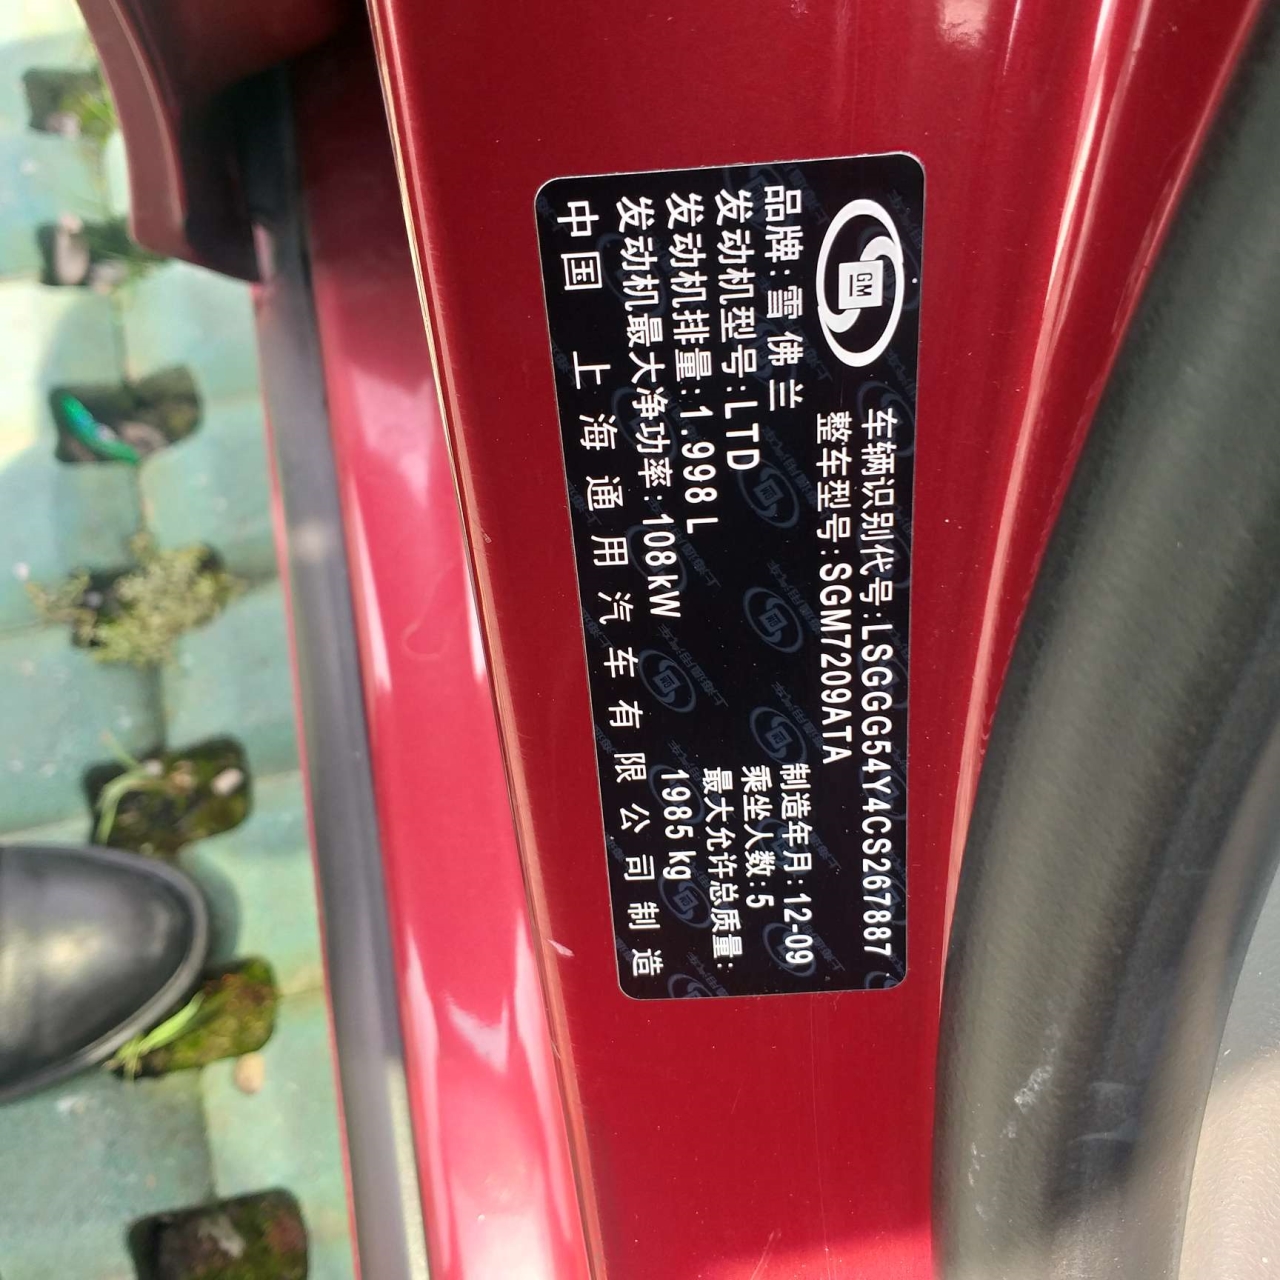 GM
车辆识别代号:LSGGG54Y4CS267887
整车型号:SGM7209ATA
品牌:雪佛兰
制造年月:12-09
发动机型号:LTD
乘坐人数:5
发动机排量:1.998L
最大允许总质量:
发动机最大净功率:108kW
1985kg
中国 上海通用汽车有限公司制造